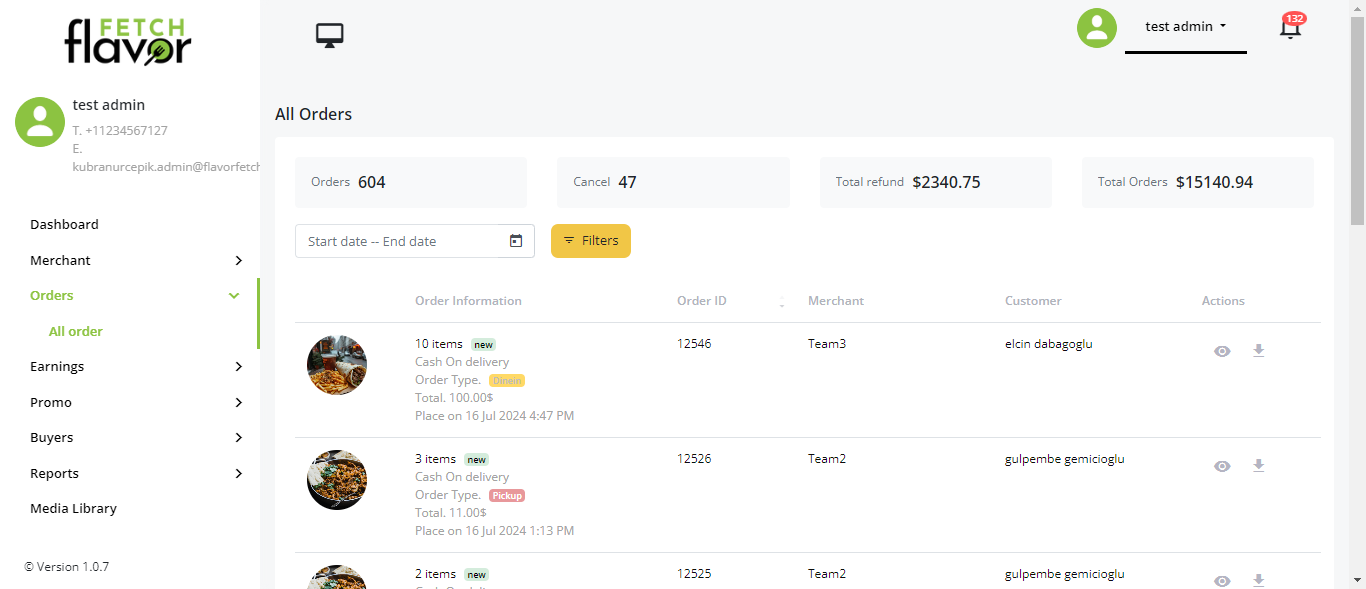 FETCH
flavor
test admin
132
test admin
T. +11234567127
E.
kubranurcepik.admin@flavorfetch
Dashboard
Merchant
Orders
All order
Earnings
Promo
Buyers
Reports
Media Library
© Version 1.0.7
All Orders
Orders 604
Cancel 47
Total refund $2340.75
Total Orders $15140.94
Start date -- End date
Filters
Order Information Order ID Merchant Customer Actions
10 items new 12546 Team3 elcin dabagoglu
Cash On delivery
Order Type. Dinein
Total. 100.00$
Place on 16 Jul 2024 4:47 PM
3 items new 12526 Team2 gulpembe gemicioglu
Cash On delivery
Order Type. Pickup
Total. 11.00$
Place on 16 Jul 2024 1:13 PM
2 items new 12525 Team2 gulpembe gemicioglu